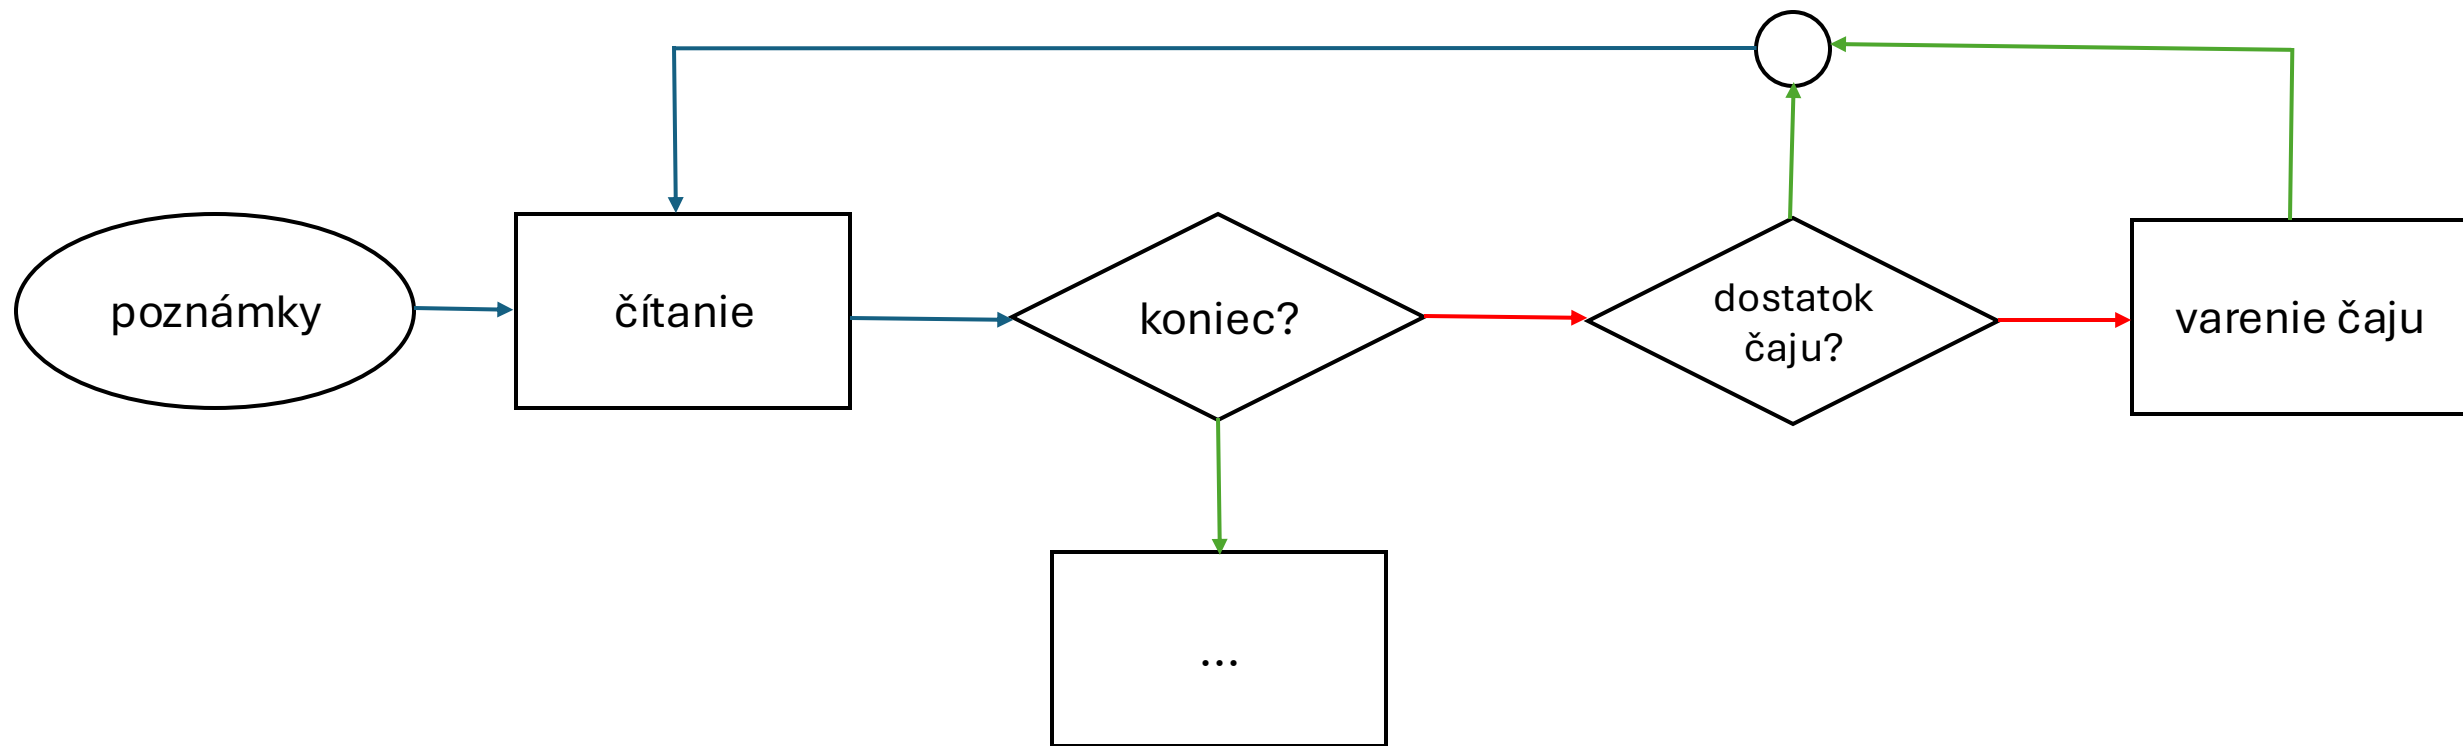 poznámky
čítanie
koniec?
dostatok
čaju?
varenie čaju
...